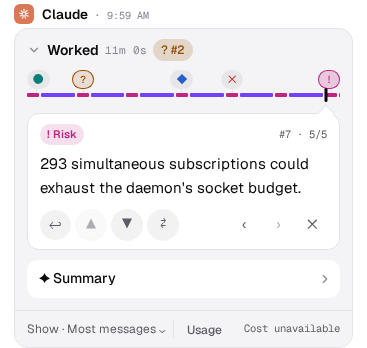 Claude · 9:59 AM
Worked 11m 0s ? #2
?
!
! Risk #7 · 5/5
293 simultaneous subscriptions could
exhaust the daemon's socket budget.
Summary
Show · Most messages Usage Cost unavailable